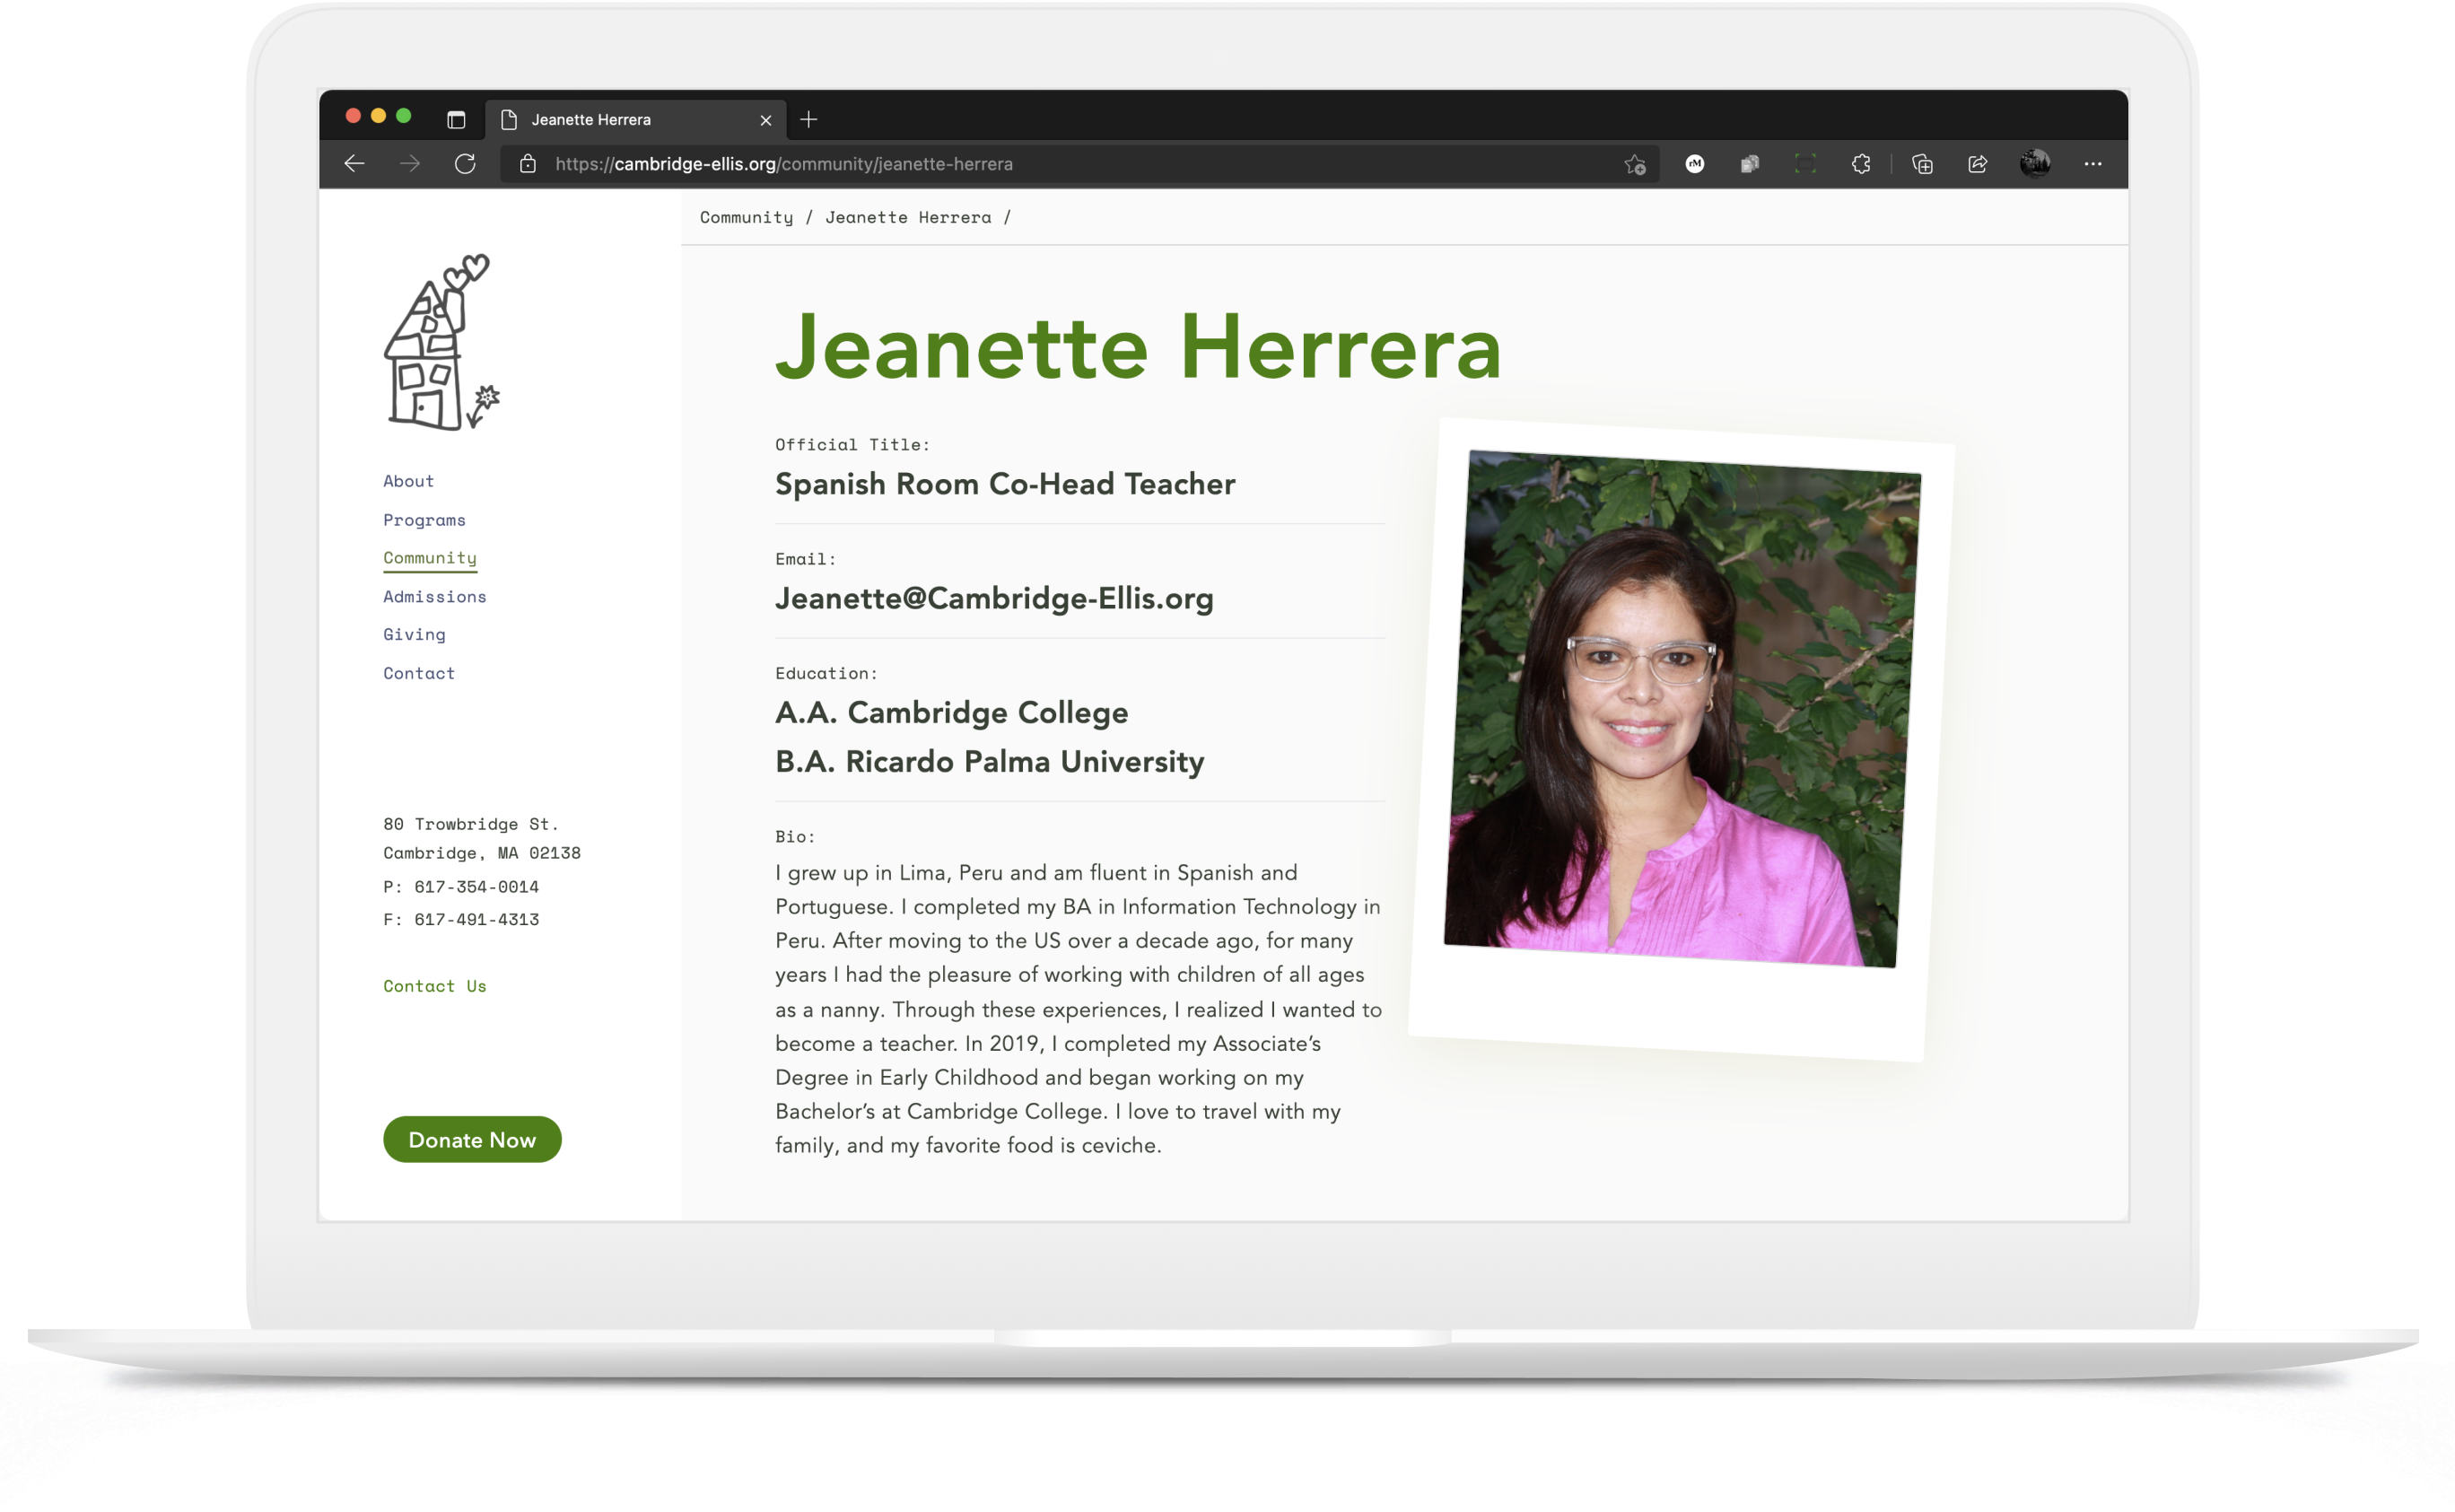 Jeanette Herrera
https://cambridge-ellis.org/community/jeanette-herrera
rM
Community / Jeanette Herrera /
About
Programs
Community
Admissions
Giving
Contact
80 Trowbridge St.
Cambridge, MA 02138
P: 617-354-0014
F: 617-491-4313
Contact Us
Donate Now
Jeanette Herrera
Official Title:
Spanish Room Co-Head Teacher
Email:
Jeanette@Cambridge-Ellis.org
Education:
A.A. Cambridge College
B.A. Ricardo Palma University
Bio:
I grew up in Lima, Peru and am fluent in Spanish and
Portuguese. I completed my BA in Information Technology in
Peru. After moving to the US over a decade ago, for many
years I had the pleasure of working with children of all ages
as a nanny. Through these experiences, I realized I wanted to
become a teacher. In 2019, I completed my Associate’s
Degree in Early Childhood and began working on my
Bachelor’s at Cambridge College. I love to travel with my
family, and my favorite food is ceviche.